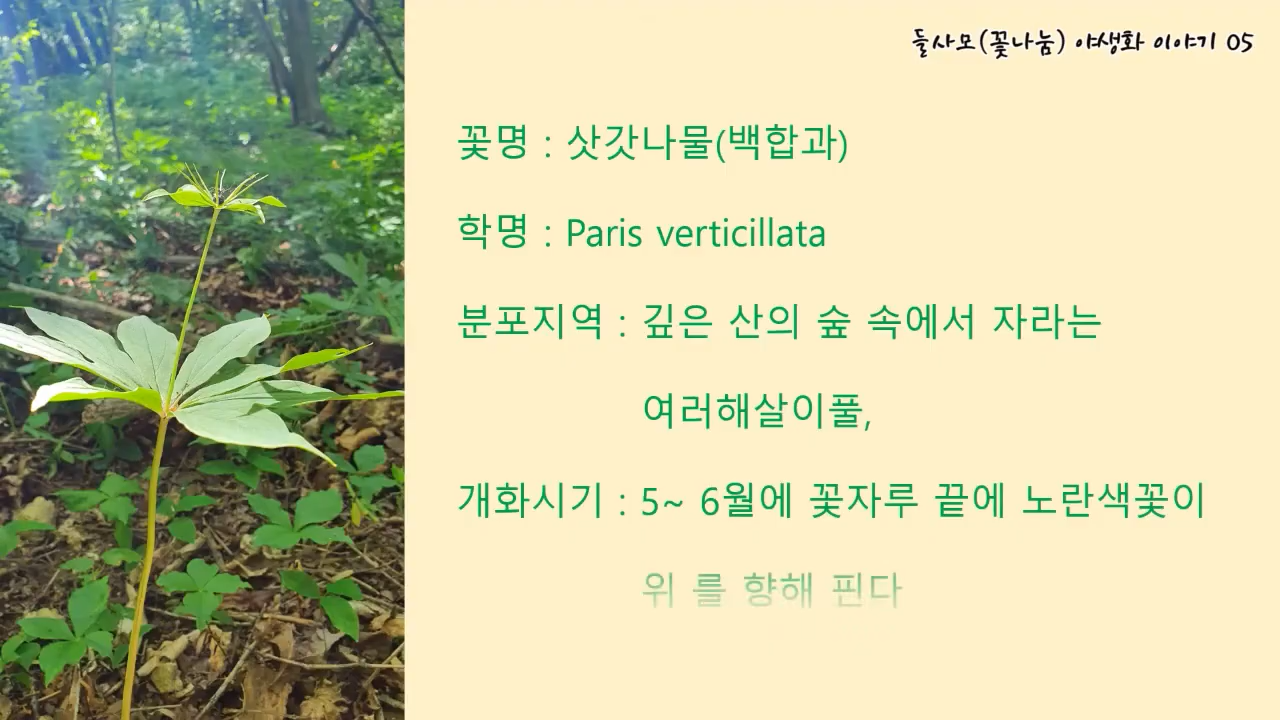 들사모(꽃나눔) 야생화 이야기 05
꽃명 : 삿갓나물(백합과)
학명 : Paris verticillata
분포지역 : 깊은 산의 숲 속에서 자라는
여러해살이풀,
개화시기 : 5~ 6월에 꽃자루 끝에 노란색꽃이
위 를 향해 핀다